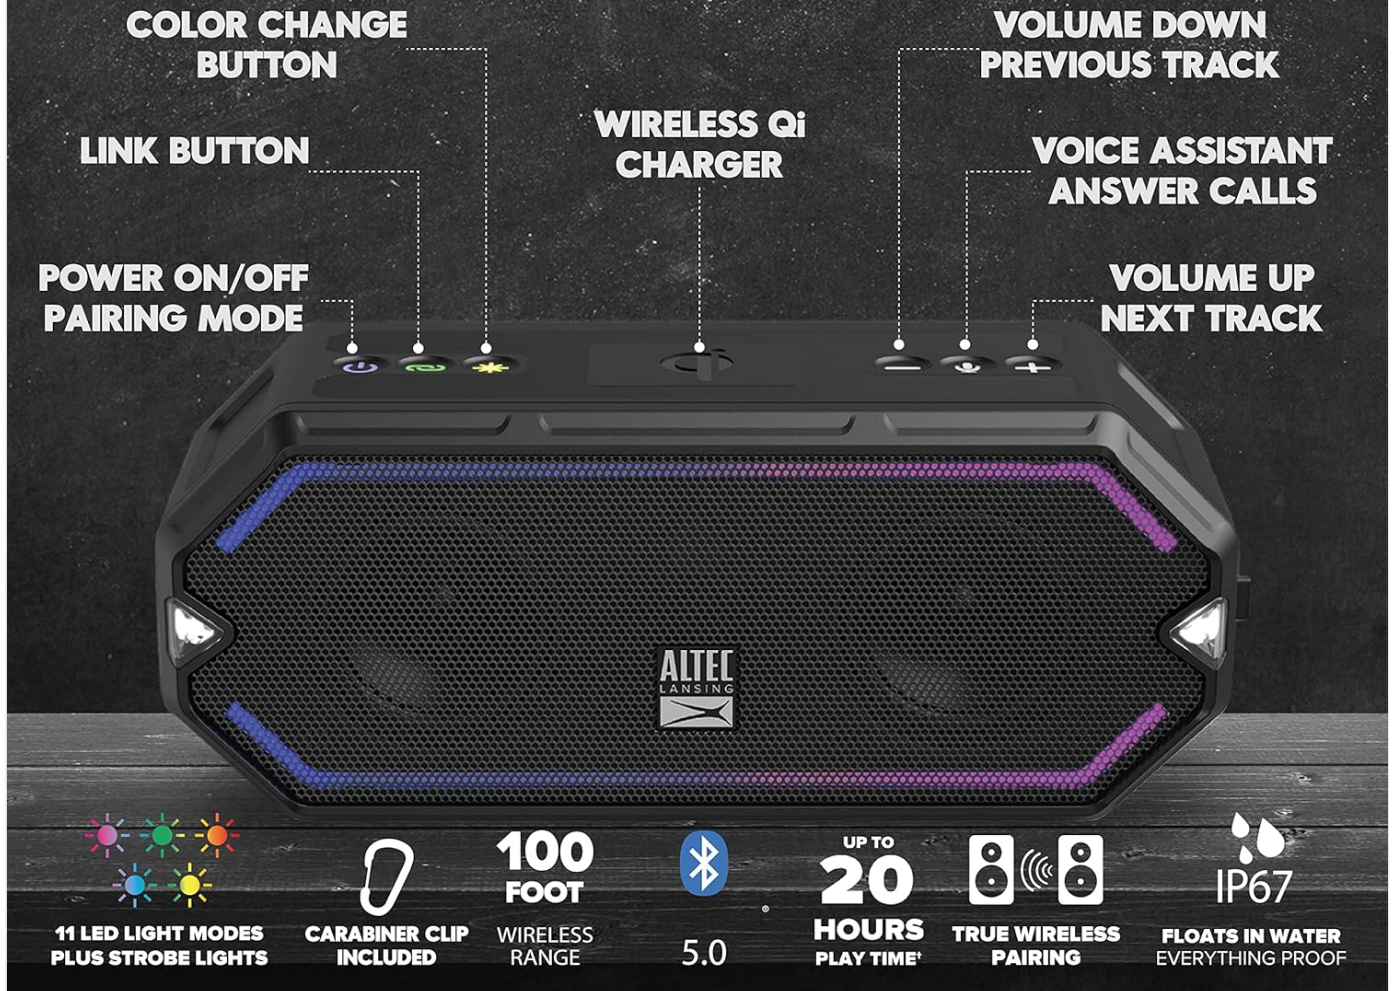 COLOR CHANGE
BUTTON
VOLUME DOWN
PREVIOUS TRACK
WIRELESS Qi
CHARGER
LINK BUTTON
VOICE ASSISTANT
ANSWER CALLS
POWER ON/OFF
PAIRING MODE
VOLUME UP
NEXT TRACK
ALTEC
LANSING
11 LED LIGHT MODES
PLUS STROBE LIGHTS
CARABINER CLIP
INCLUDED
100
FOOT
WIRELESS
RANGE
®
5.0
UP TO
20
HOURS
PLAY TIME†
TRUE WIRELESS
PAIRING
IP67
FLOATS IN WATER
EVERYTHING PROOF